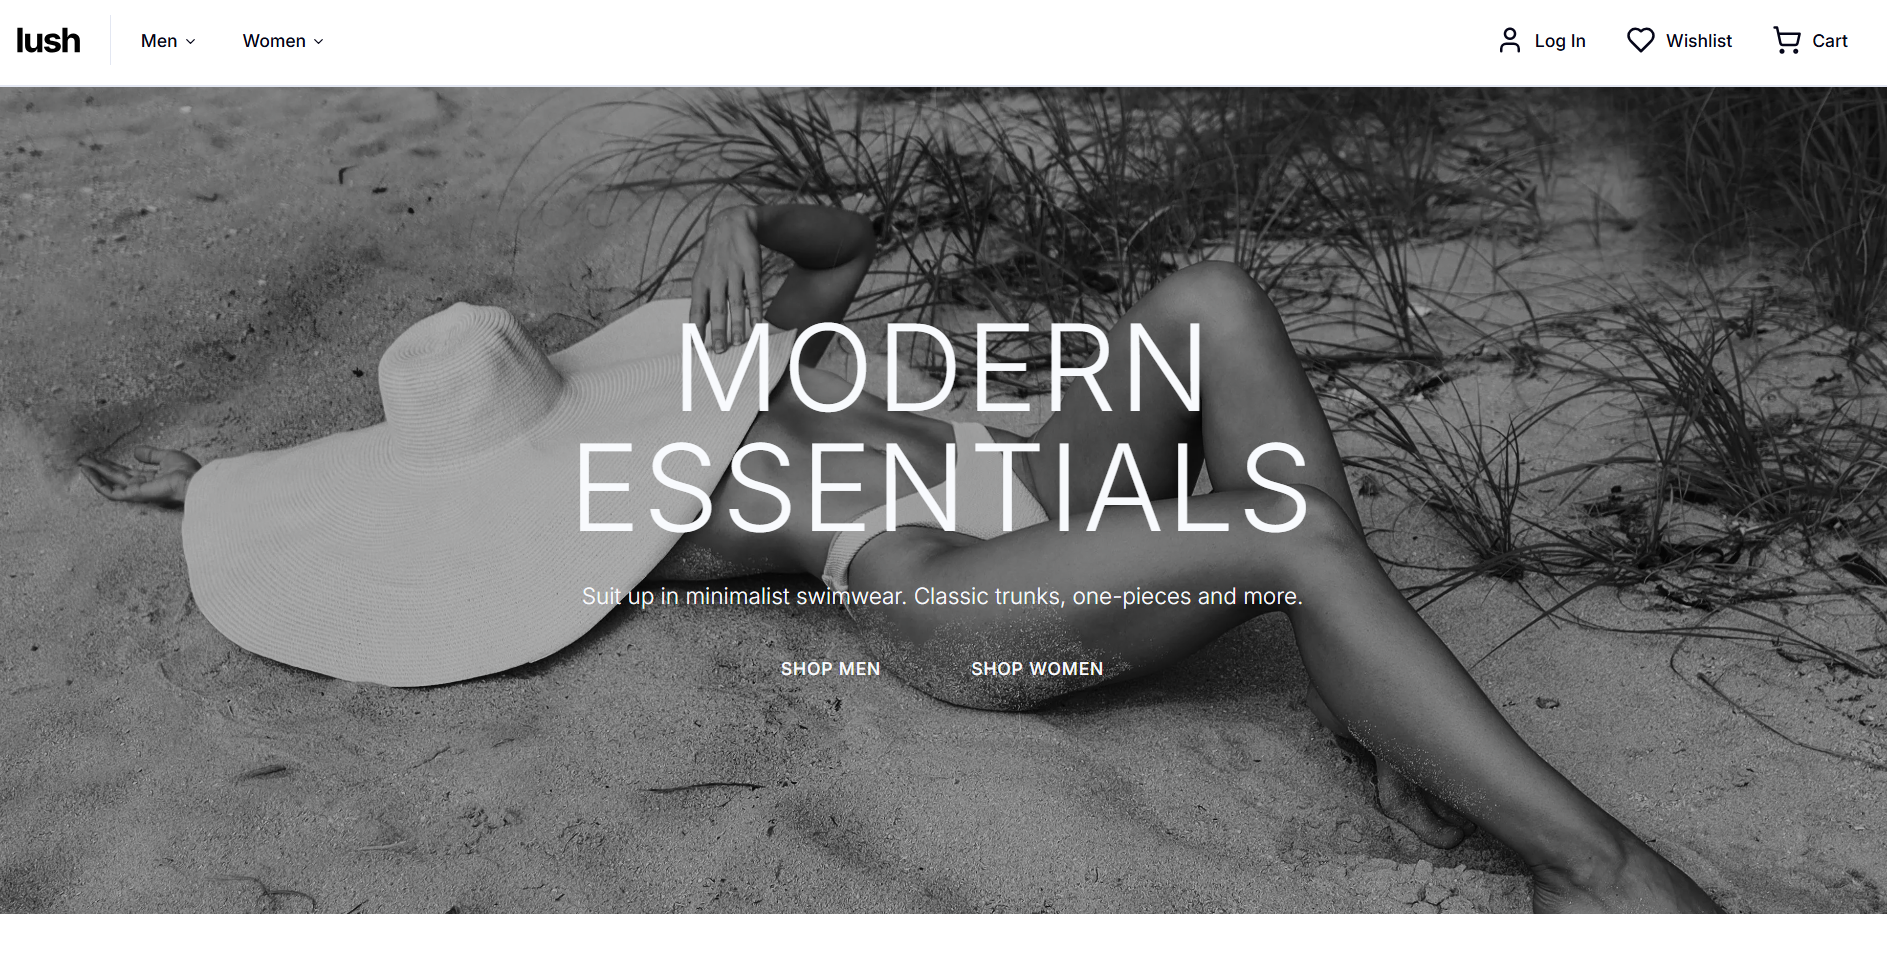 lush
Men
Women
Log In
Wishlist
Cart
MODERN
ESSENTIALS
Suit up in minimalist swimwear. Classic trunks, one-pieces and more.
SHOP MEN
SHOP WOMEN